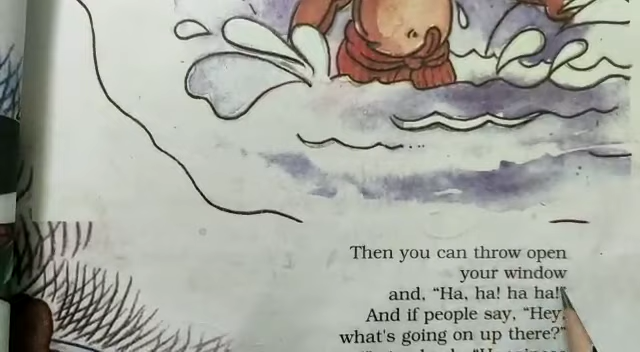 Then you can throw open
your window
and, “Ha, ha! ha ha!”
And if people say, “Hey,
what's going on up there?”